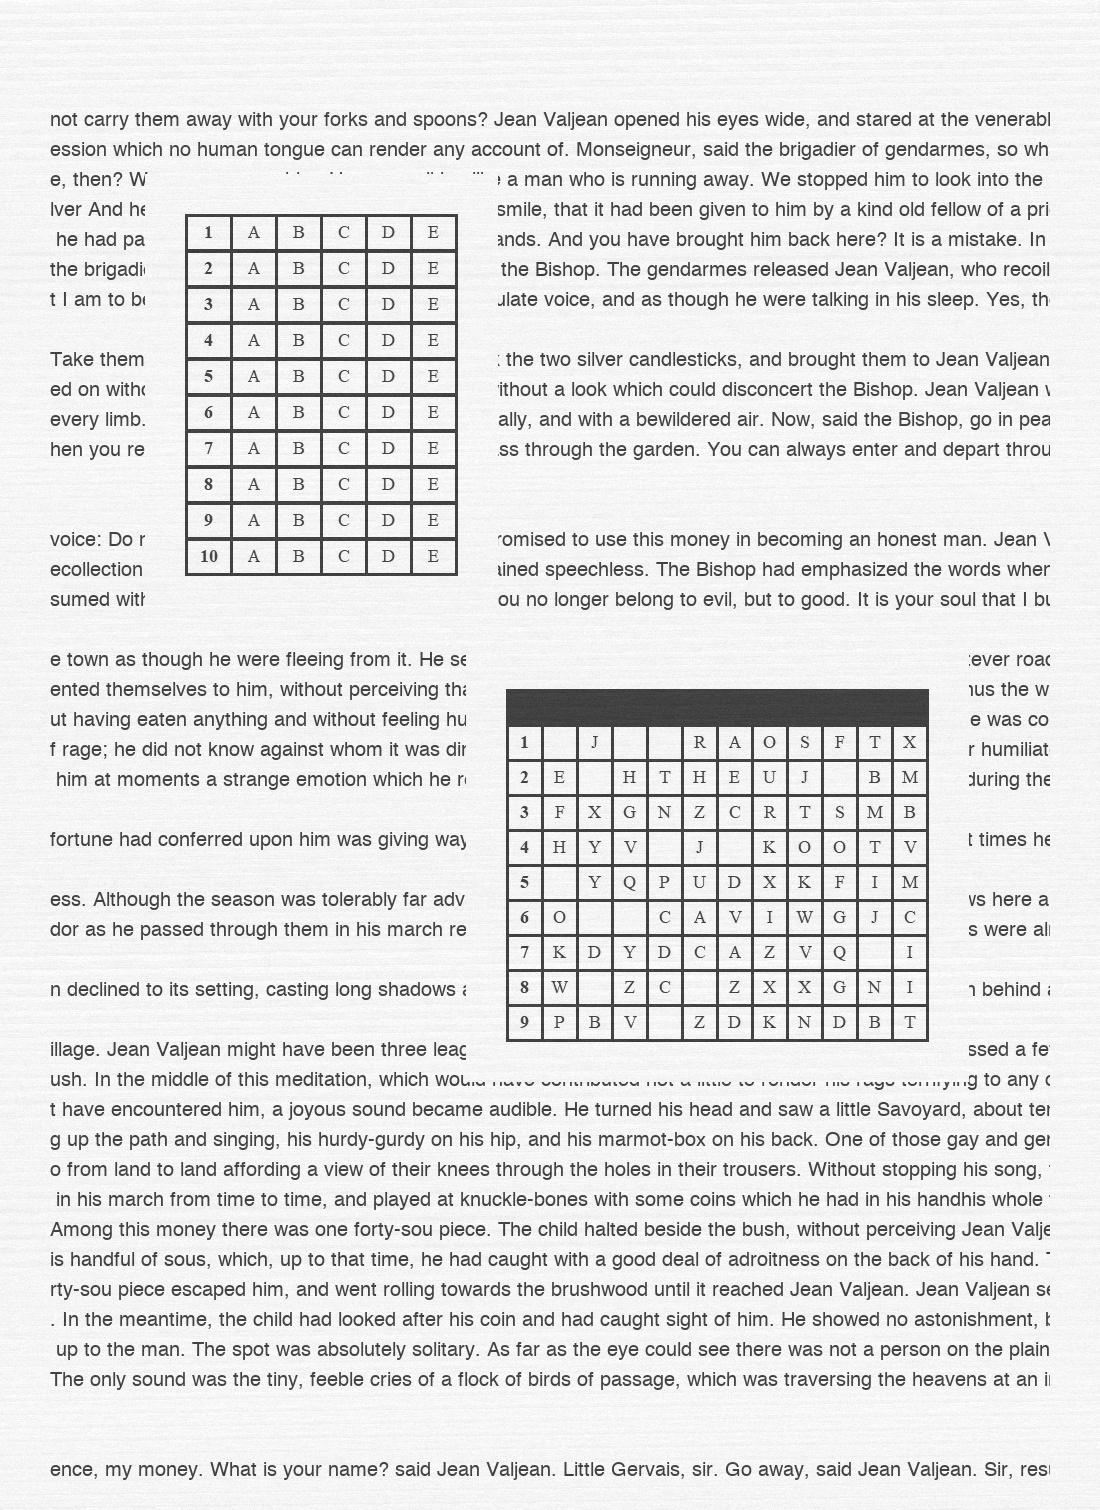 not carry them away with your forks and spoons? Jean Valjean opened his eyes wide, and stared at the venerabl
ession which no human tongue can render any account of. Monseigneur, said the brigadier of gendarmes, so wh
e, then? a man who is running away. We stopped him to look into the
lver And he smile, that it had been given to him by a kind old fellow of a pri
he had pa ands. And you have brought him back here? It is a mistake. In
the brigadi the Bishop. The gendarmes released Jean Valjean, who recoil
t I am to be ulate voice, and as though he were talking in his sleep. Yes, th
Take them the two silver candlesticks, and brought them to Jean Valjean
ed on witho ithout a look which could disconcert the Bishop. Jean Valjean
every limb. ally, and with a bewildered air. Now, said the Bishop, go in pea
hen you re ss through the garden. You can always enter and depart throu
voice: Do romised to use this money in becoming an honest man. Jean
ecollection ained speechless. The Bishop had emphasized the words when
sumed with ou no longer belong to evil, but to good. It is your soul that I bu
1 A B C D E
2 A B C D E
3 A B C D E
4 A B C D E
5 A B C D E
6 A B C D E
7 A B C D E
8 A B C D E
9 A B C D E
10 A B C D E
e town as though he were fleeing from it. He se ever road
ented themselves to him, without perceiving tha hus the w
ut having eaten anything and without feeling hu e was co
f rage; he did not know against whom it was dir r humiliat
him at moments a strange emotion which he re during the
fortune had conferred upon him was giving way t times he
ess. Although the season was tolerably far adv ws here a
dor as he passed through them in his march re s were al
n declined to its setting, casting long shadows a n behind a
illage. Jean Valjean might have been three leag ssed a fe
1 J R A O S F T X
2 E H T H E U J B M
3 F X G N Z C R T S M B
4 H Y V J K O O T V
5 Y Q P U D X K F I M
6 O C A V I W G J C
7 K D Y D C A Z V Q I
8 W Z C Z X X G N I
9 P B V Z D K N D B T
ush. In the middle of this meditation, which would have contributed not a little to render his rags terrifying to any
t have encountered him, a joyous sound became audible. He turned his head and saw a little Savoyard, about ten
g up the path and singing, his hurdy-gurdy on his hip, and his marmot-box on his back. One of those gay and gen
o from land to land affording a view of their knees through the holes in their trousers. Without stopping his song,
in his march from time to time, and played at knuckle-bones with some coins which he had in his handhis whole
Among this money there was one forty-sou piece. The child halted beside the bush, without perceiving Jean Valje
is handful of sous, which, up to that time, he had caught with a good deal of adroitness on the back of his hand.
rty-sou piece escaped him, and went rolling towards the brushwood until it reached Jean Valjean. Jean Valjean se
. In the meantime, the child had looked after his coin and had caught sight of him. He showed no astonishment,
up to the man. The spot was absolutely solitary. As far as the eye could see there was not a person on the plain
The only sound was the tiny, feeble cries of a flock of birds of passage, which was traversing the heavens at an
ence, my money. What is your name? said Jean Valjean. Little Gervais, sir. Go away, said Jean Valjean. Sir, res